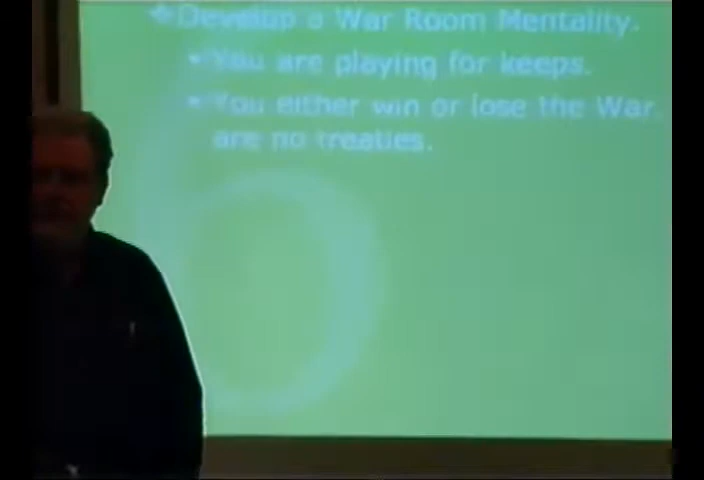 Develop a War Room Mentality.
You are playing for keeps.
You either win or lose the War.
are no treaties.
6